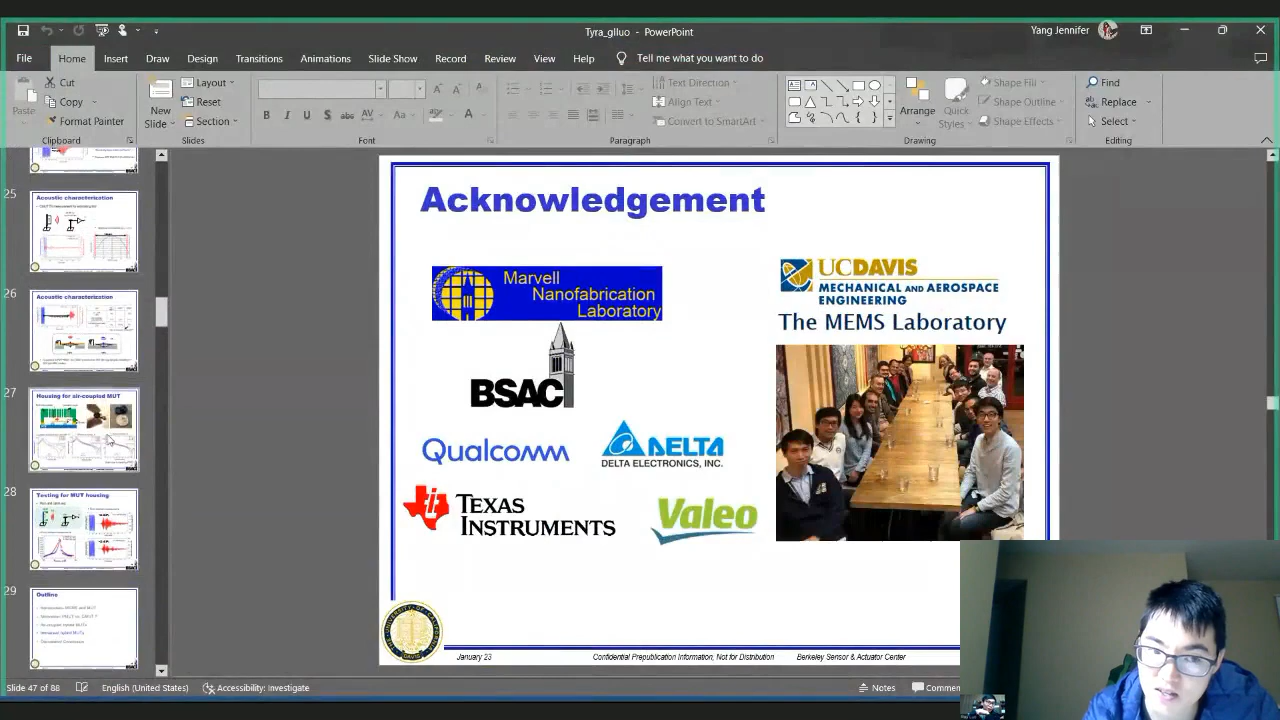 Tyra_glluo - PowerPoint
Yang Jennifer
File Home Insert Draw Design Transitions Animations Slide Show Record Review View Help Tell me what you want to do
Paste
Cut
Copy
Format Painter
Clipboard
New
Slide
Layout
Reset
Section
Slides
Font
Text Direction
Align Text
Convert to SmartArt
Paragraph
Arrange
Quick
Styles
Shape Fill
Shape Outline
Shape Effects
Drawing
Find
Replace
Select
Editing
25
Acoustic characterization
26
Acoustic characterization
27
Housing for air-coupled MUT
28
Testing for MUT housing
29
Outline
Acknowledgement
Marvell
Nanofabrication
Laboratory
BSAC
Qualcomm
DELTA
DELTA ELECTRONICS, INC.
TEXAS
INSTRUMENTS
Valeo
UCDAVIS
MECHANICAL AND AEROSPACE
ENGINEERING
The MEMS Laboratory
January 23
Confidential Prepublication Information, Not for Distribution
Berkeley Sensor & Actuator Center
Slide 47 of 88
English (United States)
Accessibility: Investigate
Notes